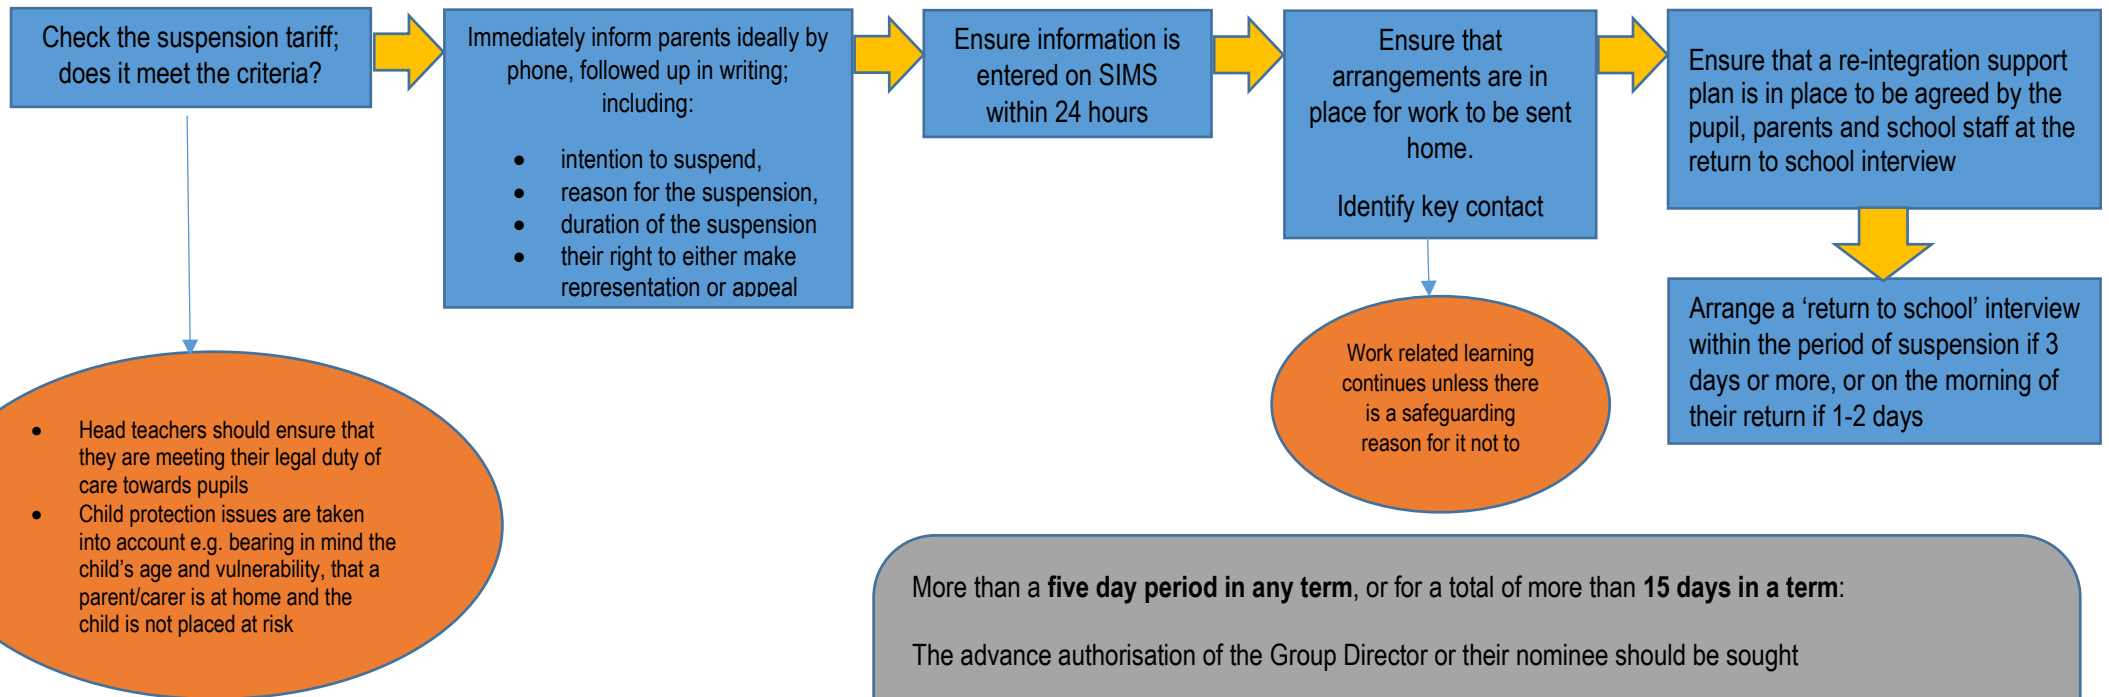 Check the suspension tariff;
does it meet the criteria?
Immediately inform parents ideally by
phone, followed up in writing;
including:
• intention to suspend,
• reason for the suspension,
• duration of the suspension
• their right to either make
representation or appeal
Ensure information is
entered on SIMS
within 24 hours
Ensure that
arrangements are in
place for work to be sent
home.
Identify key contact
Ensure that a re-integration support
plan is in place to be agreed by the
pupil, parents and school staff at the
return to school interview
Arrange a ‘return to school’ interview
within the period of suspension if 3
days or more, or on the morning of
their return if 1-2 days
Work related learning
continues unless there
is a safeguarding
reason for it not to
• Head teachers should ensure that
they are meeting their legal duty of
care towards pupils
• Child protection issues are taken
into account e.g. bearing in mind the
child’s age and vulnerability, that a
parent/carer is at home and the
child is not placed at risk
More than a five day period in any term, or for a total of more than 15 days in a term:
The advance authorisation of the Group Director or their nominee should be sought